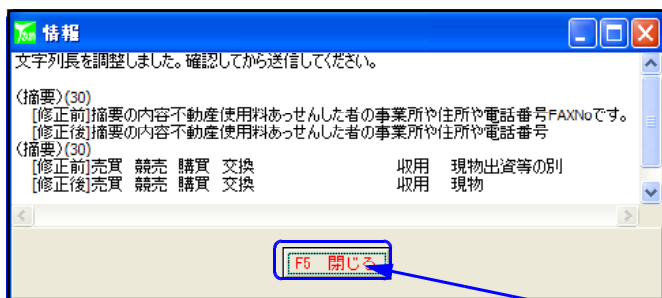 情報
文字列長を調整しました。確認してから送信してください。
(摘要)(30)
[修正前]摘要の内容不動産使用料あっせんした者の事業所や住所や電話番号FAXNoです。
[修正後]摘要の内容不動産使用料あっせんした者の事業所や住所や電話番号
(摘要)(30)
[修正前]売買 競売 購買 交換 収用 現物出資等の別
[修正後]売買 競売 購買 交換 収用 現物
F5 閉じる